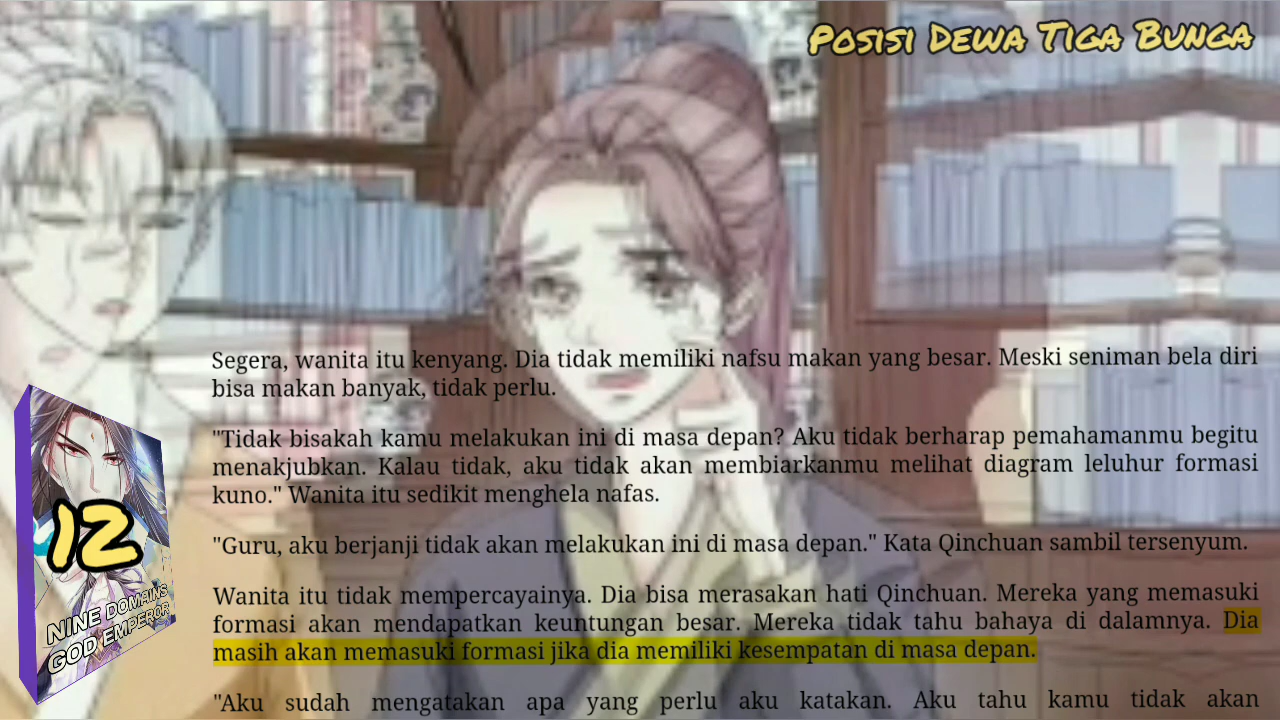 Posisi Dewa Tiga Bunga
Segera, wanita itu kenyang. Dia tidak memiliki nafsu makan yang besar. Meski seniman bela diri
bisa makan banyak, tidak perlu.
"Tidak bisakah kamu melakukan ini di masa depan? Aku tidak berharap pemahamanmu begitu
menakjubkan. Kalau tidak, aku tidak akan membiarkanmu melihat diagram leluhur formasi
kuno." Wanita itu sedikit menghela nafas.
"Guru, aku berjanji tidak akan melakukan ini di masa depan." Kata Qinchuan sambil tersenyum.
Wanita itu tidak mempercayainya. Dia bisa merasakan hati Qinchuan. Mereka yang memasuki
formasi akan mendapatkan keuntungan besar. Mereka tidak tahu bahaya di dalamnya. Dia
masih akan memasuki formasi jika dia memiliki kesempatan di masa depan.
"Aku sudah mengatakan apa yang perlu aku katakan. Aku tahu kamu tidak akan
12
NINE DOMAINS
GOD EMPEROR